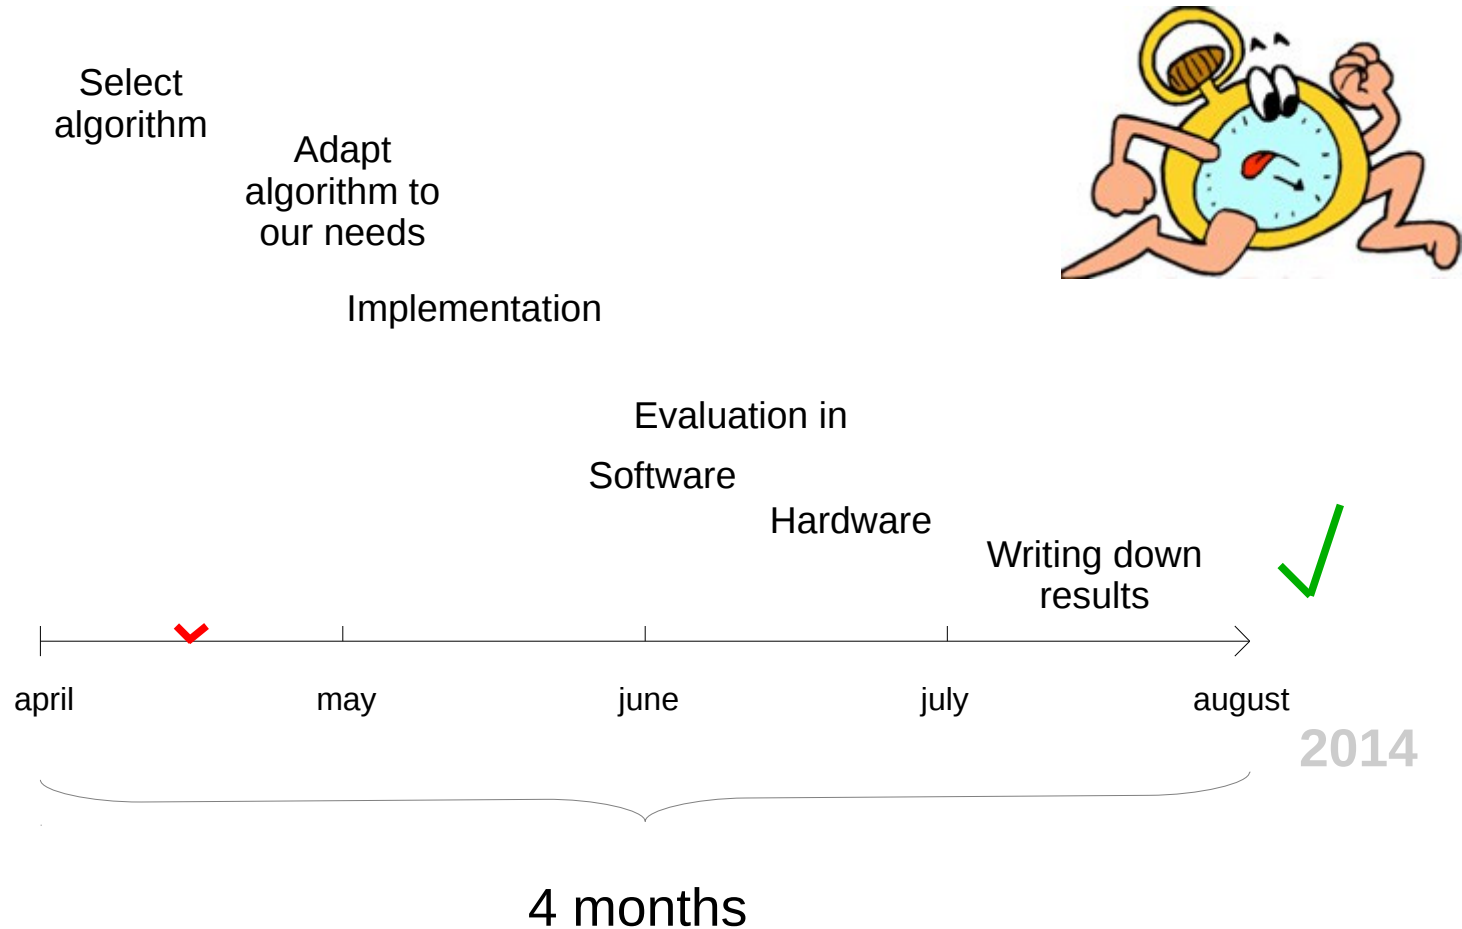 Select
algorithm
Adapt
algorithm to
our needs
Implementation
Evaluation in
Software
Hardware
Writing down
results
april may june july august
2014
4 months